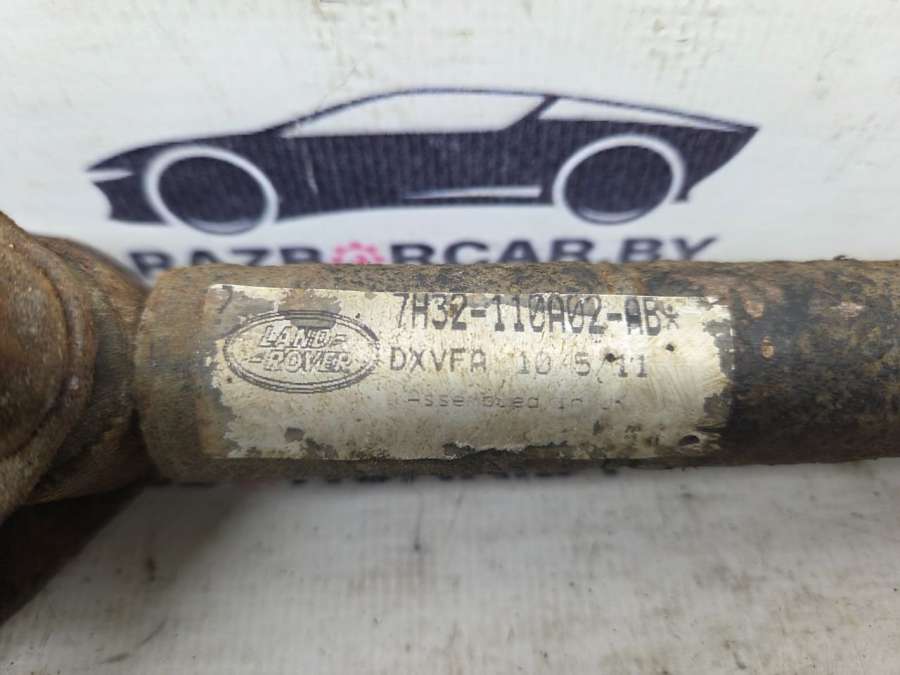 RAZBORCAR.BY
7H32-110A02-AB*
LAND-
-ROVER
DXVFA 10/5/11
Assembled in UK